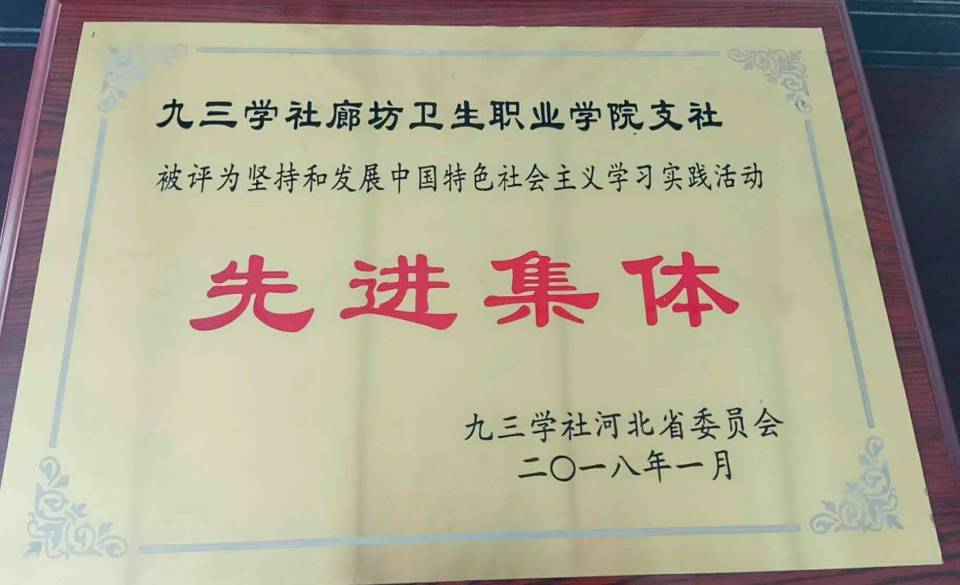 九三学社廊坊卫生职业学院支社
被评为坚持和发展中国特色社会主义学习实践活动
先进集体
九三学社河北省委员会
二〇一八年一月